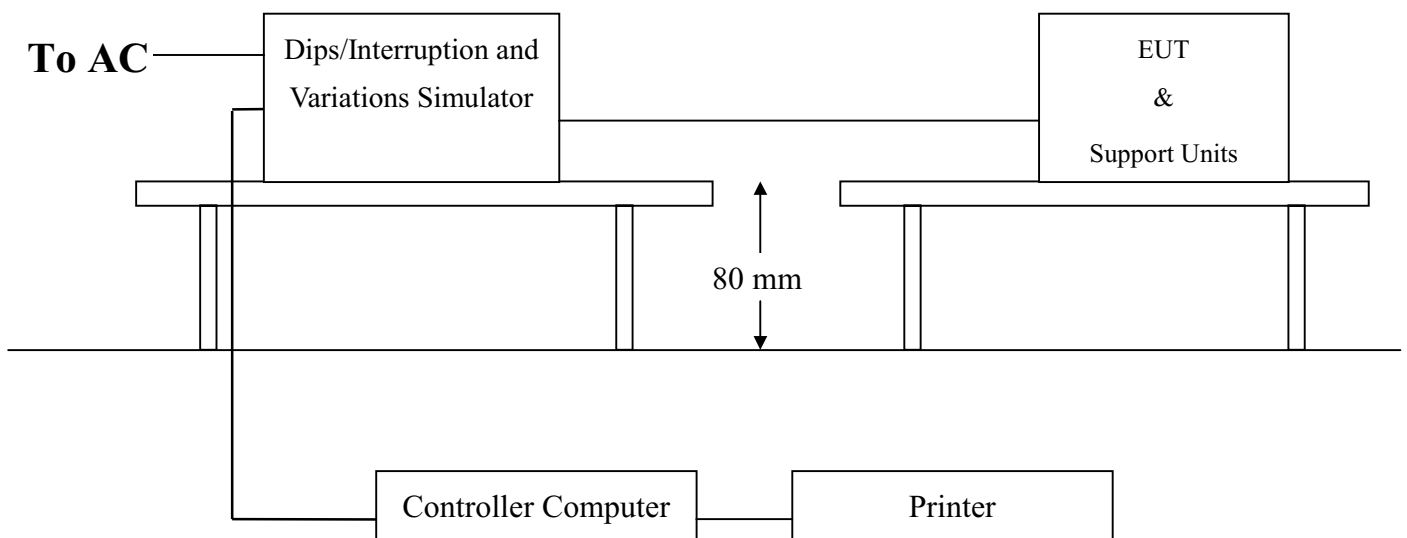 To AC
Dips/Interruption and
Variations Simulator
EUT
&
Support Units
80 mm
Controller Computer
Printer